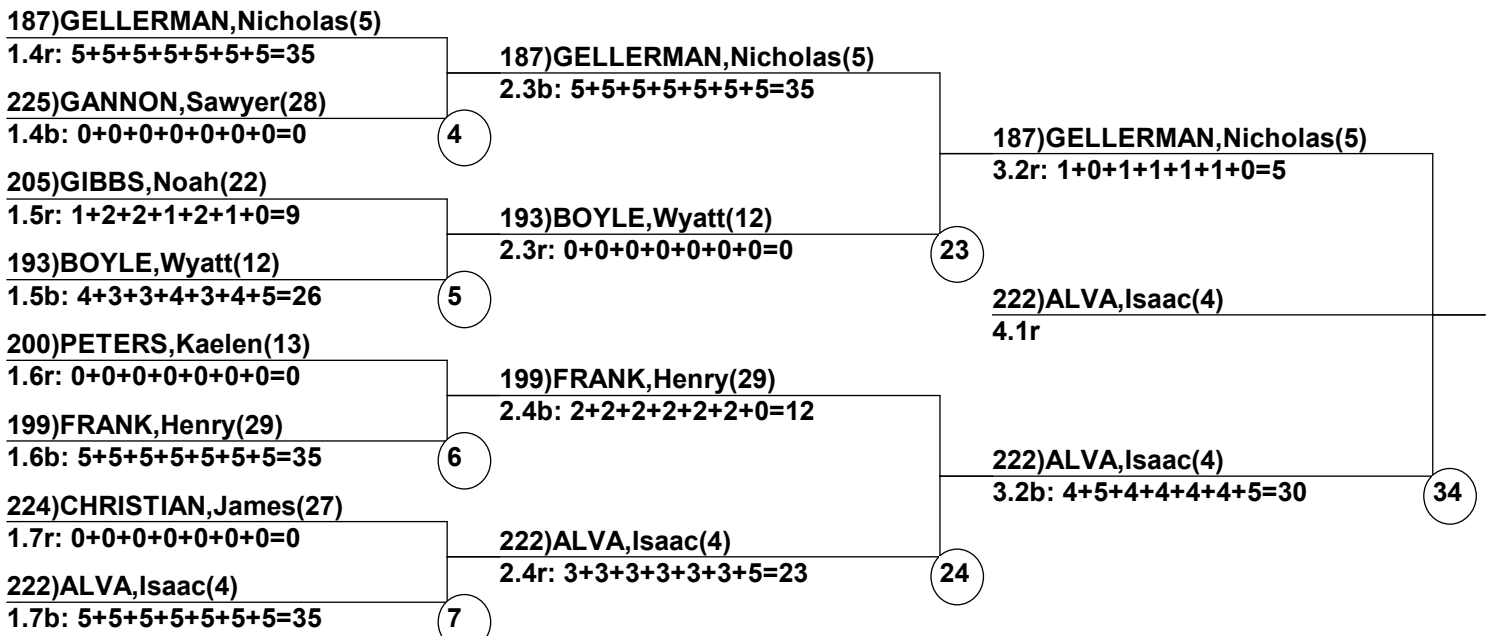 187)GELLERMAN,Nicholas(5)
1.4r: 5+5+5+5+5+5+5=35
225)GANNON,Sawyer(28)
1.4b: 0+0+0+0+0+0+0=0
4
205)GIBBS,Noah(22)
1.5r: 1+2+2+1+2+1+0=9
193)BOYLE,Wyatt(12)
1.5b: 4+3+3+4+3+4+5=26
5
200)PETERS,Kaelen(13)
1.6r: 0+0+0+0+0+0+0=0
199)FRANK,Henry(29)
1.6b: 5+5+5+5+5+5+5=35
6
224)CHRISTIAN,James(27)
1.7r: 0+0+0+0+0+0+0=0
222)ALVA,Isaac(4)
1.7b: 5+5+5+5+5+5+5=35
7
187)GELLERMAN,Nicholas(5)
2.3b: 5+5+5+5+5+5+5=35
193)BOYLE,Wyatt(12)
2.3r: 0+0+0+0+0+0+0=0
23
199)FRANK,Henry(29)
2.4b: 2+2+2+2+2+2+0=12
222)ALVA,Isaac(4)
2.4r: 3+3+3+3+3+3+5=23
24
187)GELLERMAN,Nicholas(5)
3.2r: 1+0+1+1+1+1+0=5
222)ALVA,Isaac(4)
4.1r
222)ALVA,Isaac(4)
3.2b: 4+5+4+4+4+4+5=30
34